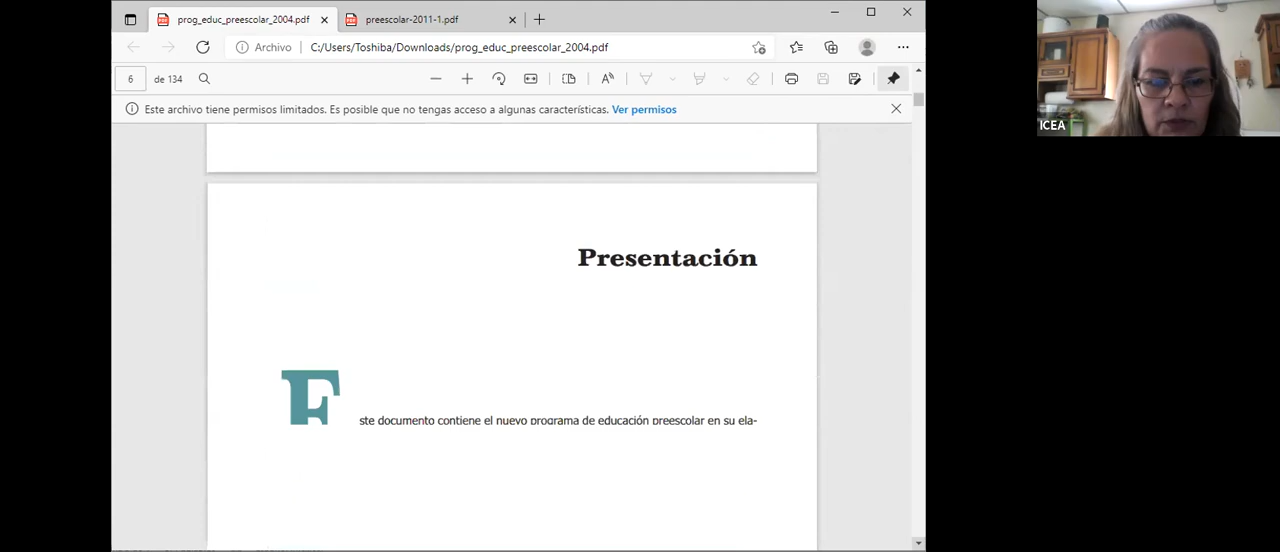 prog_educ_preescolar_2004.pdf
preescolar-2011-1.pdf
Archivo
C:/Users/Toshiba/Downloads/prog_educ_preescolar_2004.pdf
6 de 134
Este archivo tiene permisos limitados. Es posible que no tengas acceso a algunas características. Ver permisos
ICEA
Presentación
Este documento contiene el nuevo programa de educación preescolar en su ela-